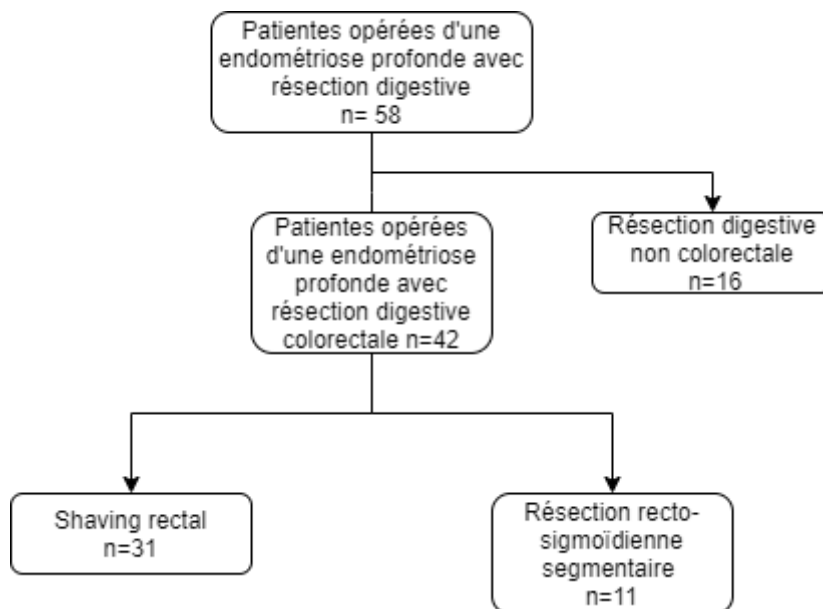 Patientes opérées d'une
endométriose profonde avec
résection digestive
n= 58
Patientes opérées
d'une endométriose
profonde avec
résection digestive
colorectale n=42
Résection digestive
non colorectale
n=16
Shaving rectal
n=31
Résection recto-
sigmoïdienne
segmentaire
n=11